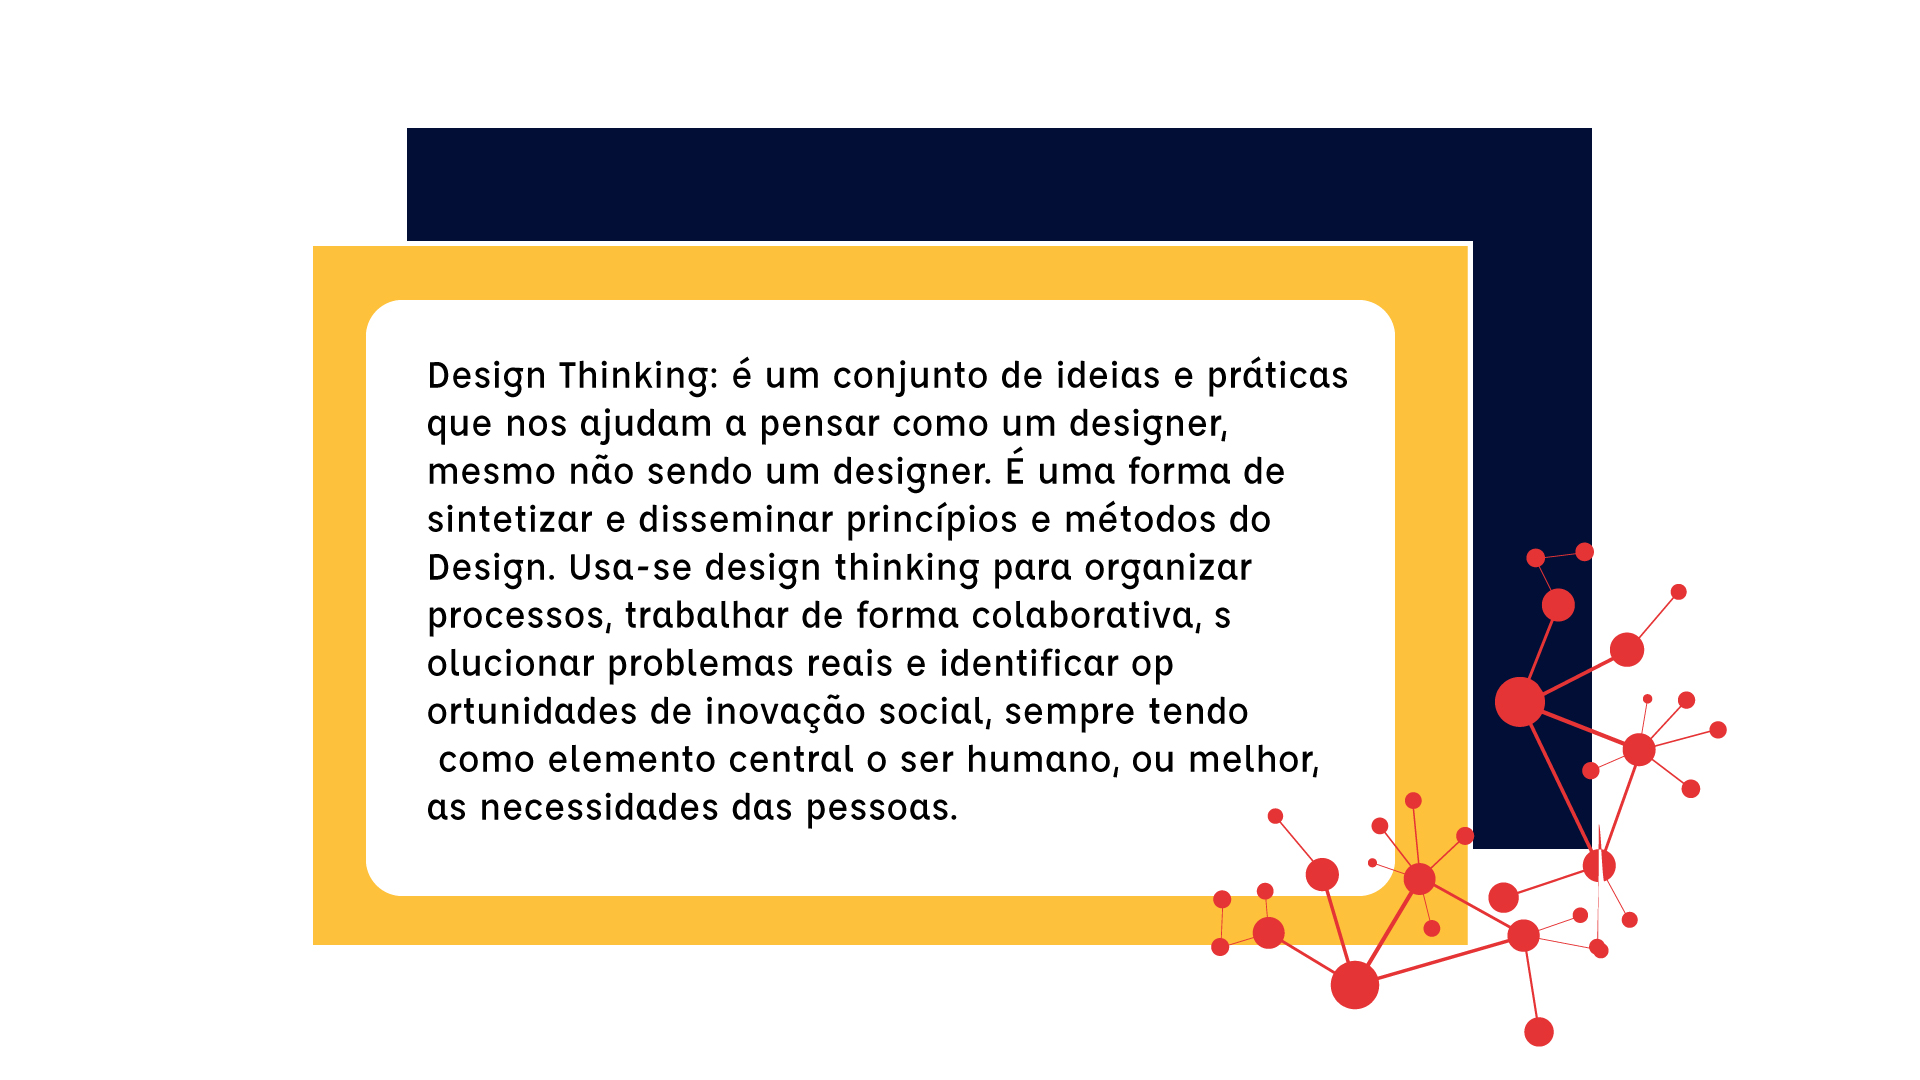 Design Thinking: é um conjunto de ideias e práticas
que nos ajudam a pensar como um designer,
mesmo não sendo um designer. É uma forma de
sintetizar e disseminar princípios e métodos do
Design. Usa-se design thinking para organizar
processos, trabalhar de forma colaborativa, s
olucionar problemas reais e identificar op
ortunidades de inovação social, sempre tendo
como elemento central o ser humano, ou melhor,
as necessidades das pessoas.